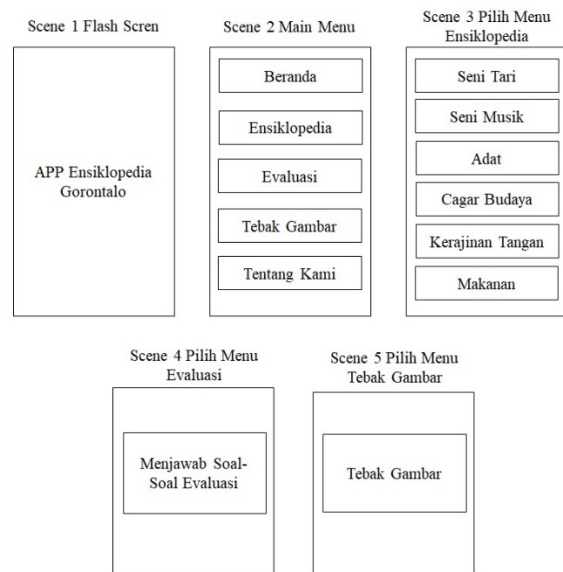 Scene 1 Flash Scren
APP Ensiklopedia
Gorontalo
Scene 2 Main Menu
Beranda
Ensiklopedia
Evaluasi
Tebak Gambar
Tentang Kami
Scene 3 Pilih Menu
Ensiklopedia
Seni Tari
Seni Musik
Adat
Cagar Budaya
Kerajinan Tangan
Makanan
Scene 4 Pilih Menu
Evaluasi
Menjawab Soal-
Soal Evaluasi
Scene 5 Pilih Menu
Tebak Gambar
Tebak Gambar